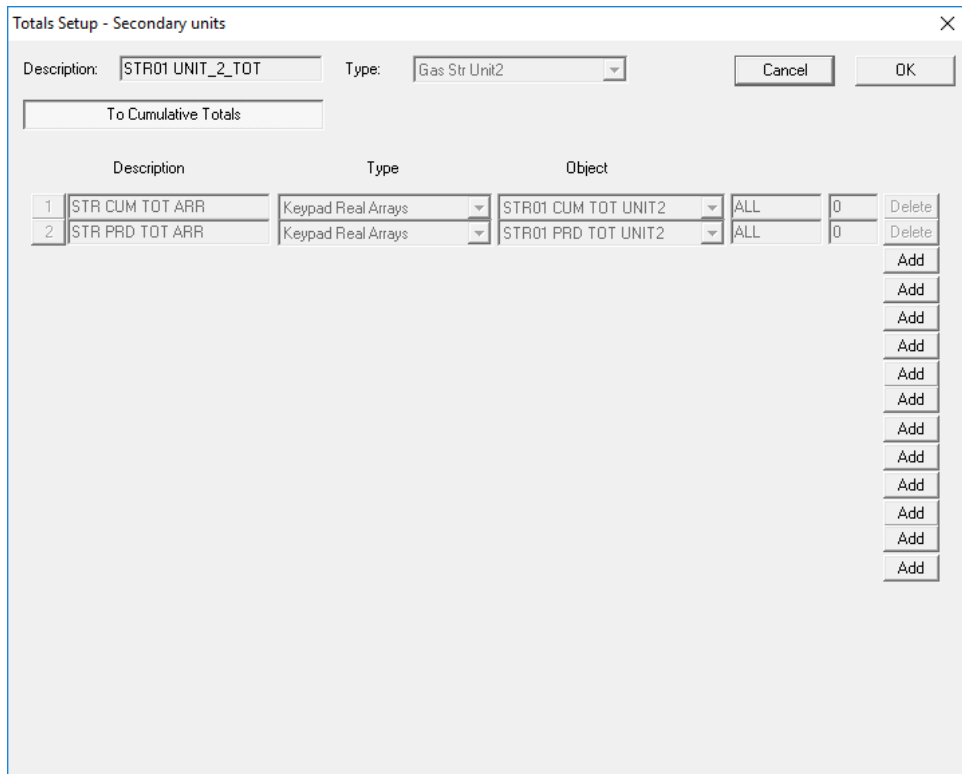 Totals Setup - Secondary units
Description: STR01 UNIT_2_TOT Type: Gas Str Unit2 Cancel OK
To Cumulative Totals
Description Type Object
1 STR CUM TOT ARR Keypad Real Arrays STR01 CUM TOT UNIT2 ALL 0 Delete
2 STR PRD TOT ARR Keypad Real Arrays STR01 PRD TOT UNIT2 ALL 0 Delete
Add
Add
Add
Add
Add
Add
Add
Add
Add
Add
Add
Add